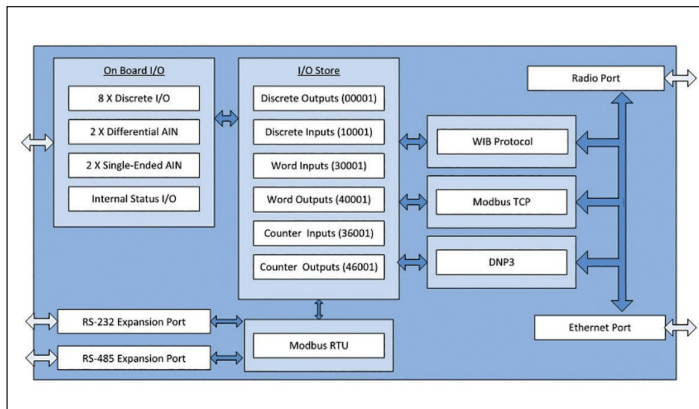 On Board I/O
8 X Discrete I/O
2 X Differential AIN
2 X Single-Ended AIN
Internal Status I/O
I/O Store
Discrete Outputs (00001)
Discrete Inputs (10001)
Word Inputs (30001)
Word Outputs (40001)
Counter Inputs (36001)
Counter Outputs (46001)
Radio Port
WIB Protocol
Modbus TCP
DNP3
Ethernet Port
RS-232 Expansion Port
RS-485 Expansion Port
Modbus RTU